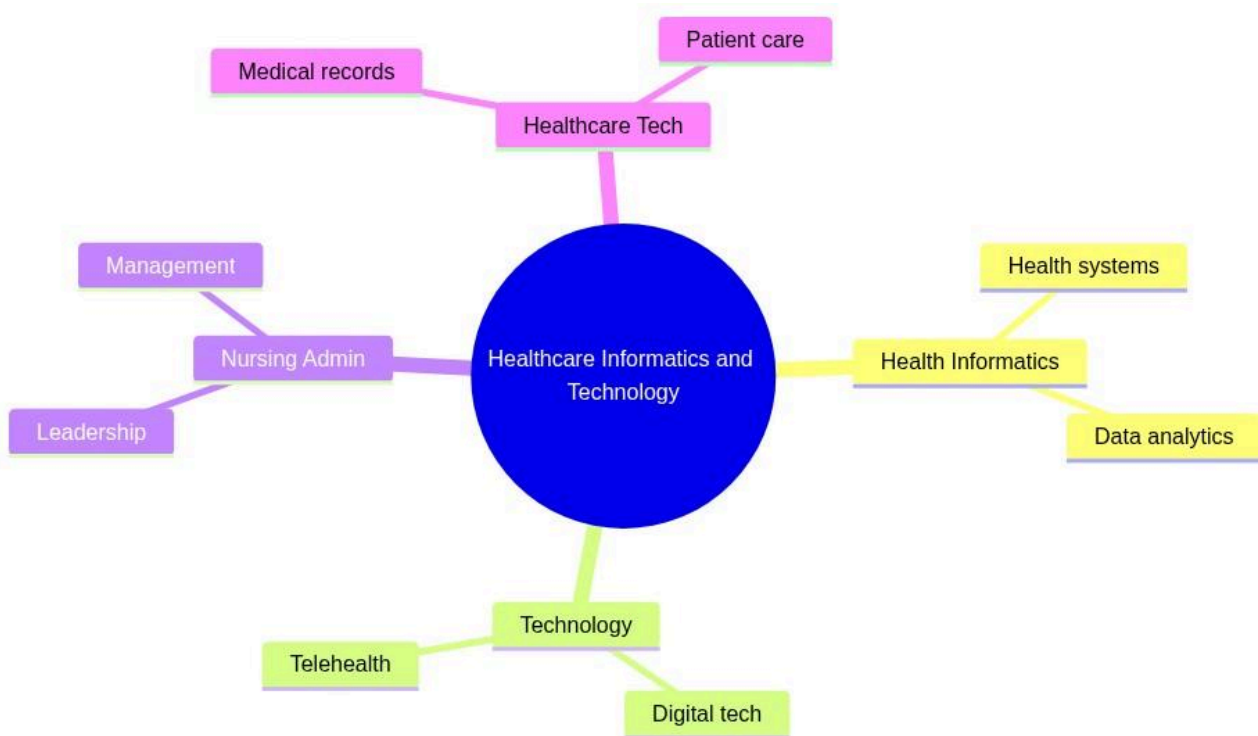 Patient care
Medical records
Healthcare Tech
Management
Health systems
Nursing Admin
Healthcare Informatics and
Technology
Health Informatics
Leadership
Data analytics
Technology
Telehealth
Digital tech